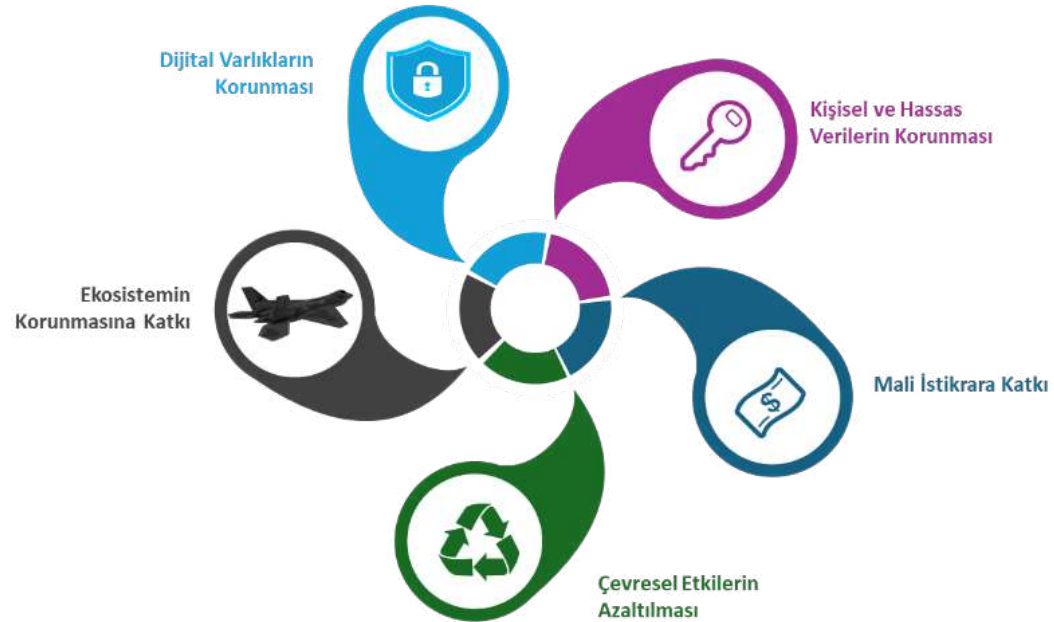 Dijital Varlıkların
Korunması
Kişisel ve Hassas
Verilerin Korunması
Ekosistemin
Korunmasına Katkı
Mali İstikrara Katkı
Çevresel Etkilerin
Azaltılması
$